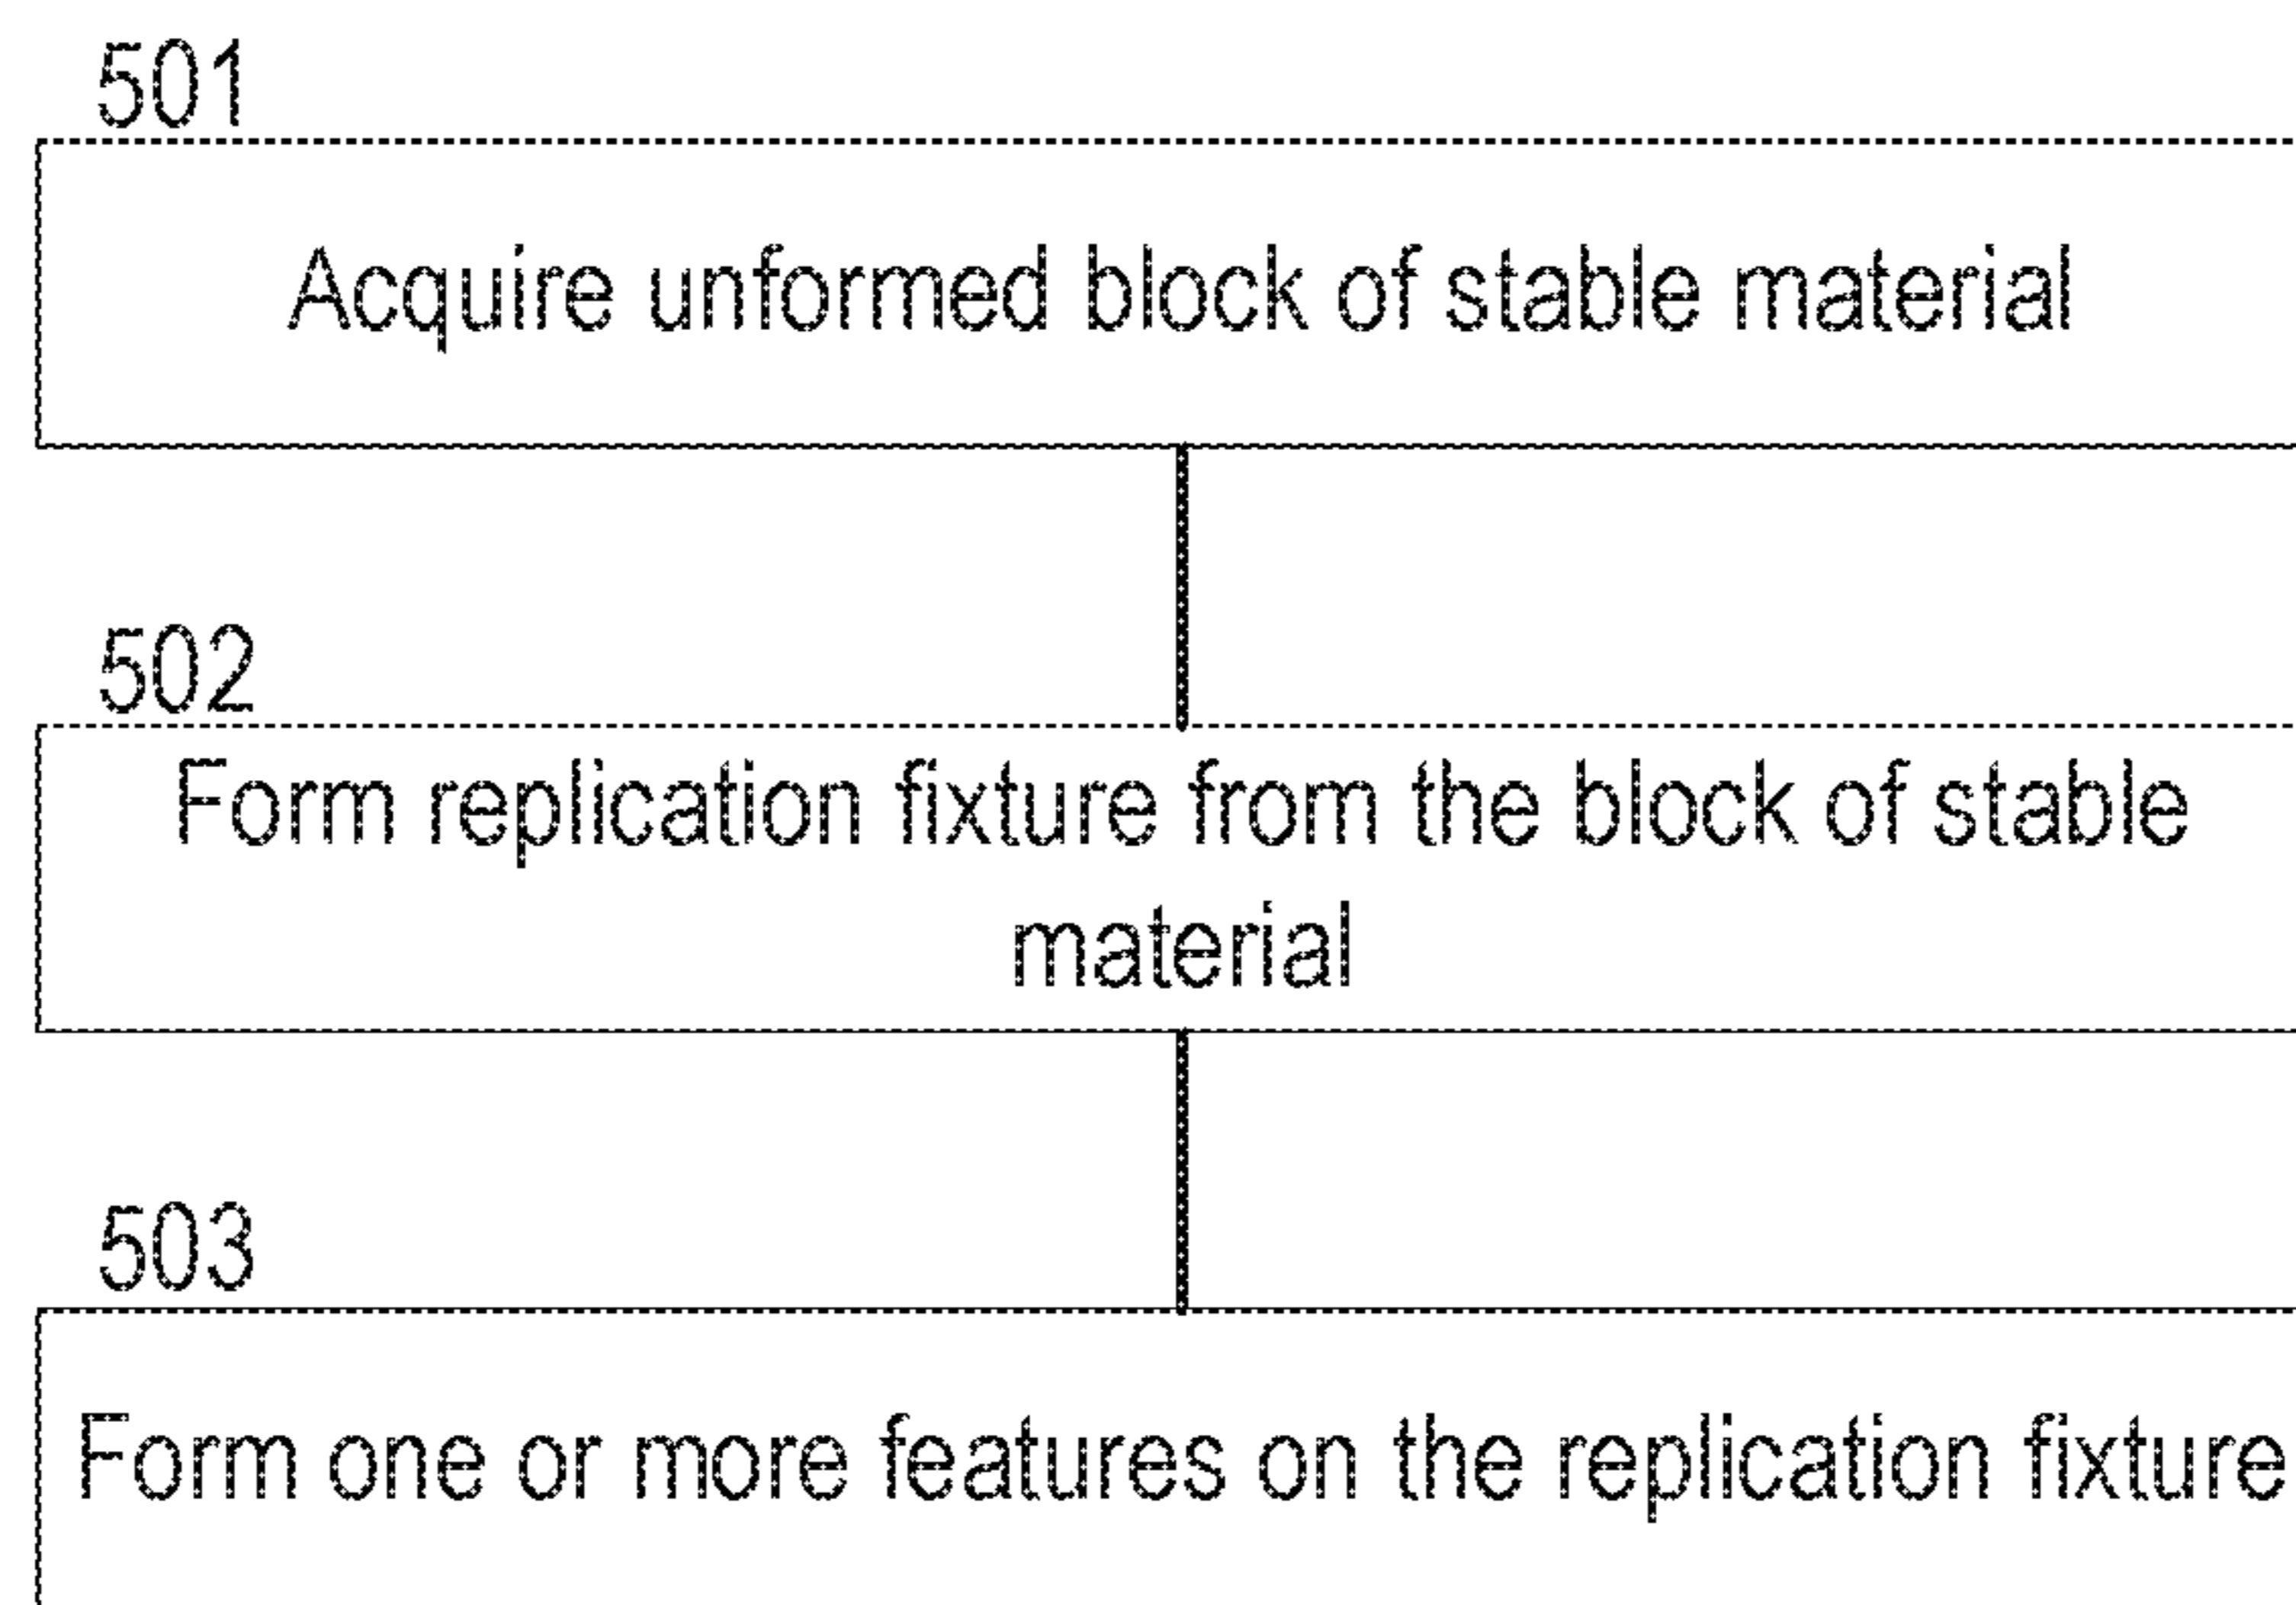 501
Acquire unformed block of stable material
502
Form replication fixture from the block of stable
material
503
Form one or more features on the replication fixture